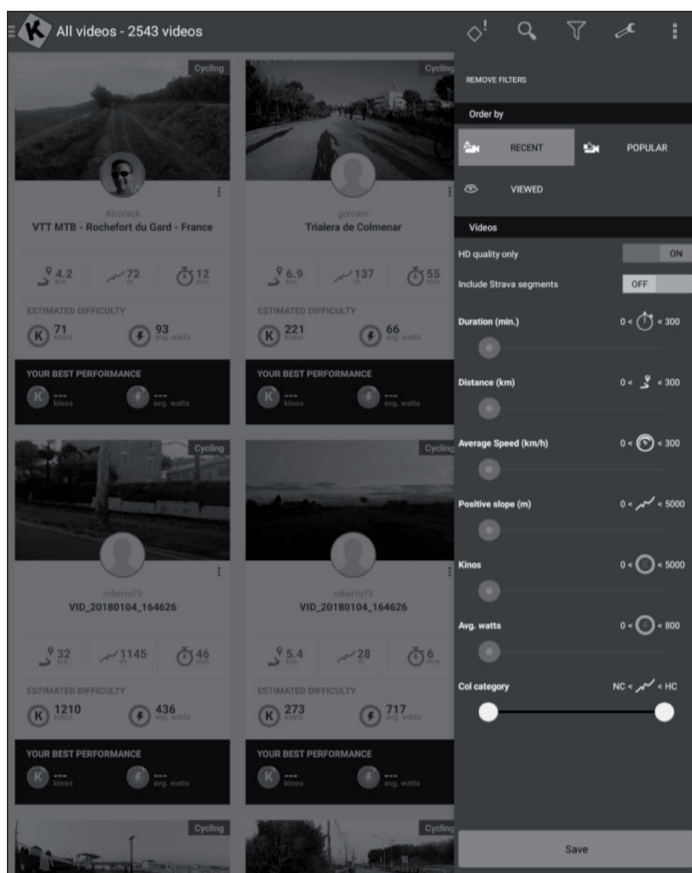 K All videos - 2543 videos
Cycling
Alcorack
VTT MTB - Rochefort du Gard - France
4.2 km 72 m 12 min
ESTIMATED DIFFICULTY
K 71 kinos 93 avg. watts
YOUR BEST PERFORMANCE
K --- kinos --- avg. watts
Cycling
gorcam
Trialera de Colmenar
6.9 km 137 m 55 min
ESTIMATED DIFFICULTY
K 221 kinos 66 avg. watts
YOUR BEST PERFORMANCE
K --- kinos --- avg. watts
Cycling
roberto73
VID_20180104_164626
32 km 1145 m 46 min
ESTIMATED DIFFICULTY
K 1210 kinos 436 avg. watts
YOUR BEST PERFORMANCE
K --- kinos --- avg. watts
Cycling
roberto73
VID_20180104_164626
5.4 km 28 m 6 min
ESTIMATED DIFFICULTY
K 273 kinos 717 avg. watts
YOUR BEST PERFORMANCE
K --- kinos --- avg. watts
Cycling
Cycling
REMOVE FILTERS
Order by
RECENT POPULAR
VIEWED
Videos
HD quality only ON
Include Strava segments OFF
Duration (min.) 0 < < 300
Distance (km) 0 < < 300
Average Speed (km/h) 0 < < 300
Positive slope (m) 0 < < 5000
Kinos 0 < < 5000
Avg. watts 0 < < 800
Col category NC < < HC
Save